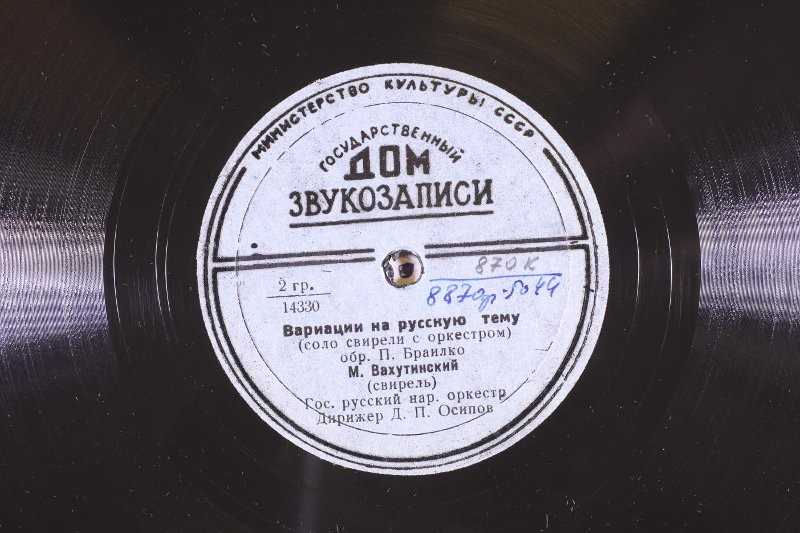 МИНИСТЕРСТВО КУЛЬТУРЫ СССР
ГОСУДАРСТВЕННЫЙ
ДОМ
ЗВУКОЗАПИСИ
870 К
2 гр.
14330
Вариации на русскую тему
(соло свирели с оркестром)
обр. П. Браилко
М. Вахутинский
(свирель)
Гос. русский нар. оркестр
Дирижер Д. П. Осипов